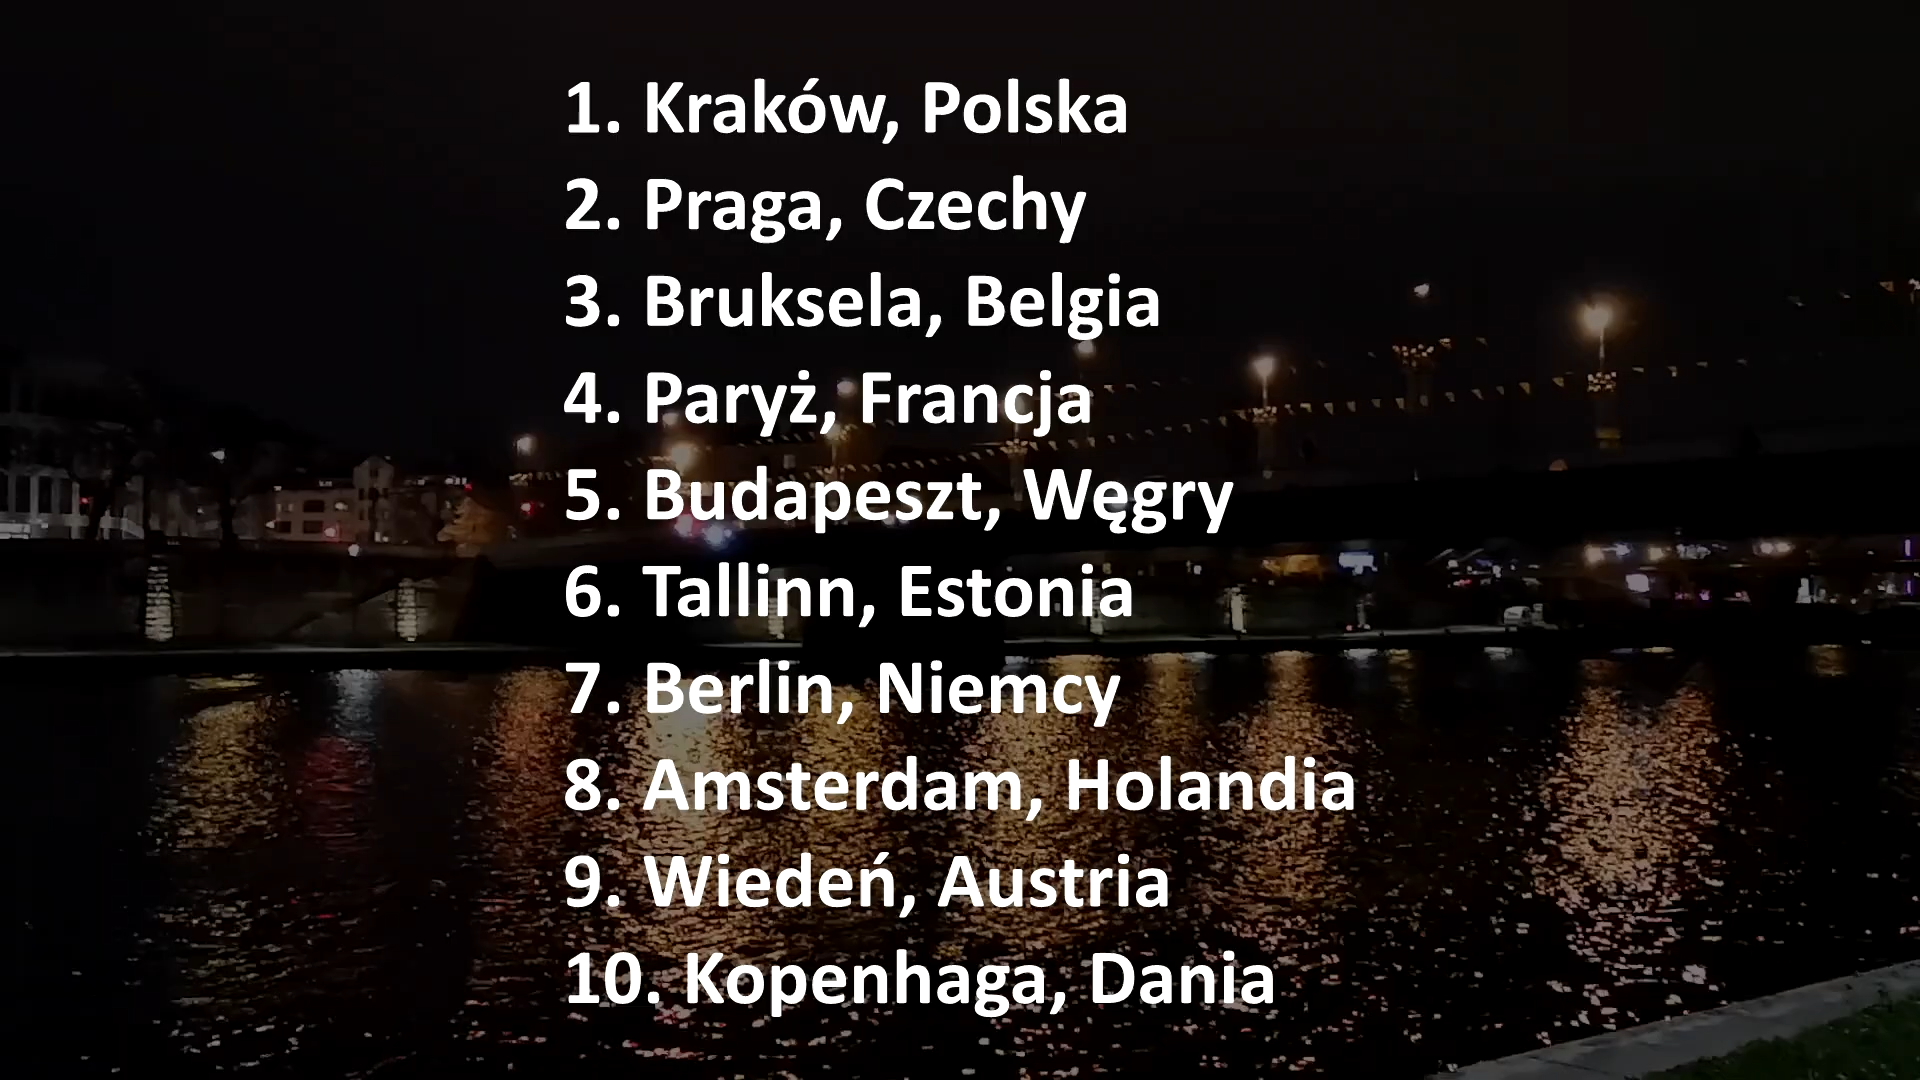 1. Kraków, Polska
2. Praga, Czechy
3. Bruksela, Belgia
4. Paryż, Francja
5. Budapeszt, Węgry
6. Tallinn, Estonia
7. Berlin, Niemcy
8. Amsterdam, Holandia
9. Wiedeń, Austria
10. Kopenhaga, Dania